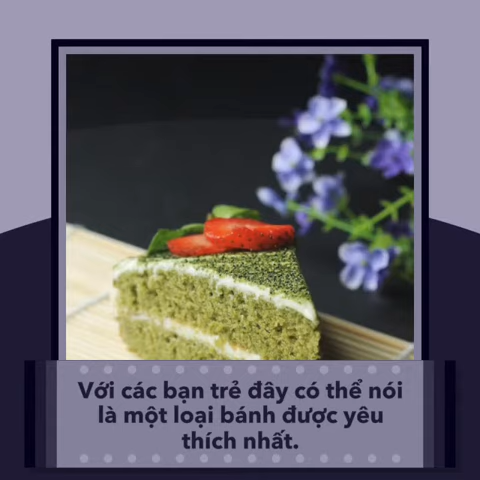 Với các bạn trẻ đây có thể nói
là một loại bánh được yêu
thích nhất.